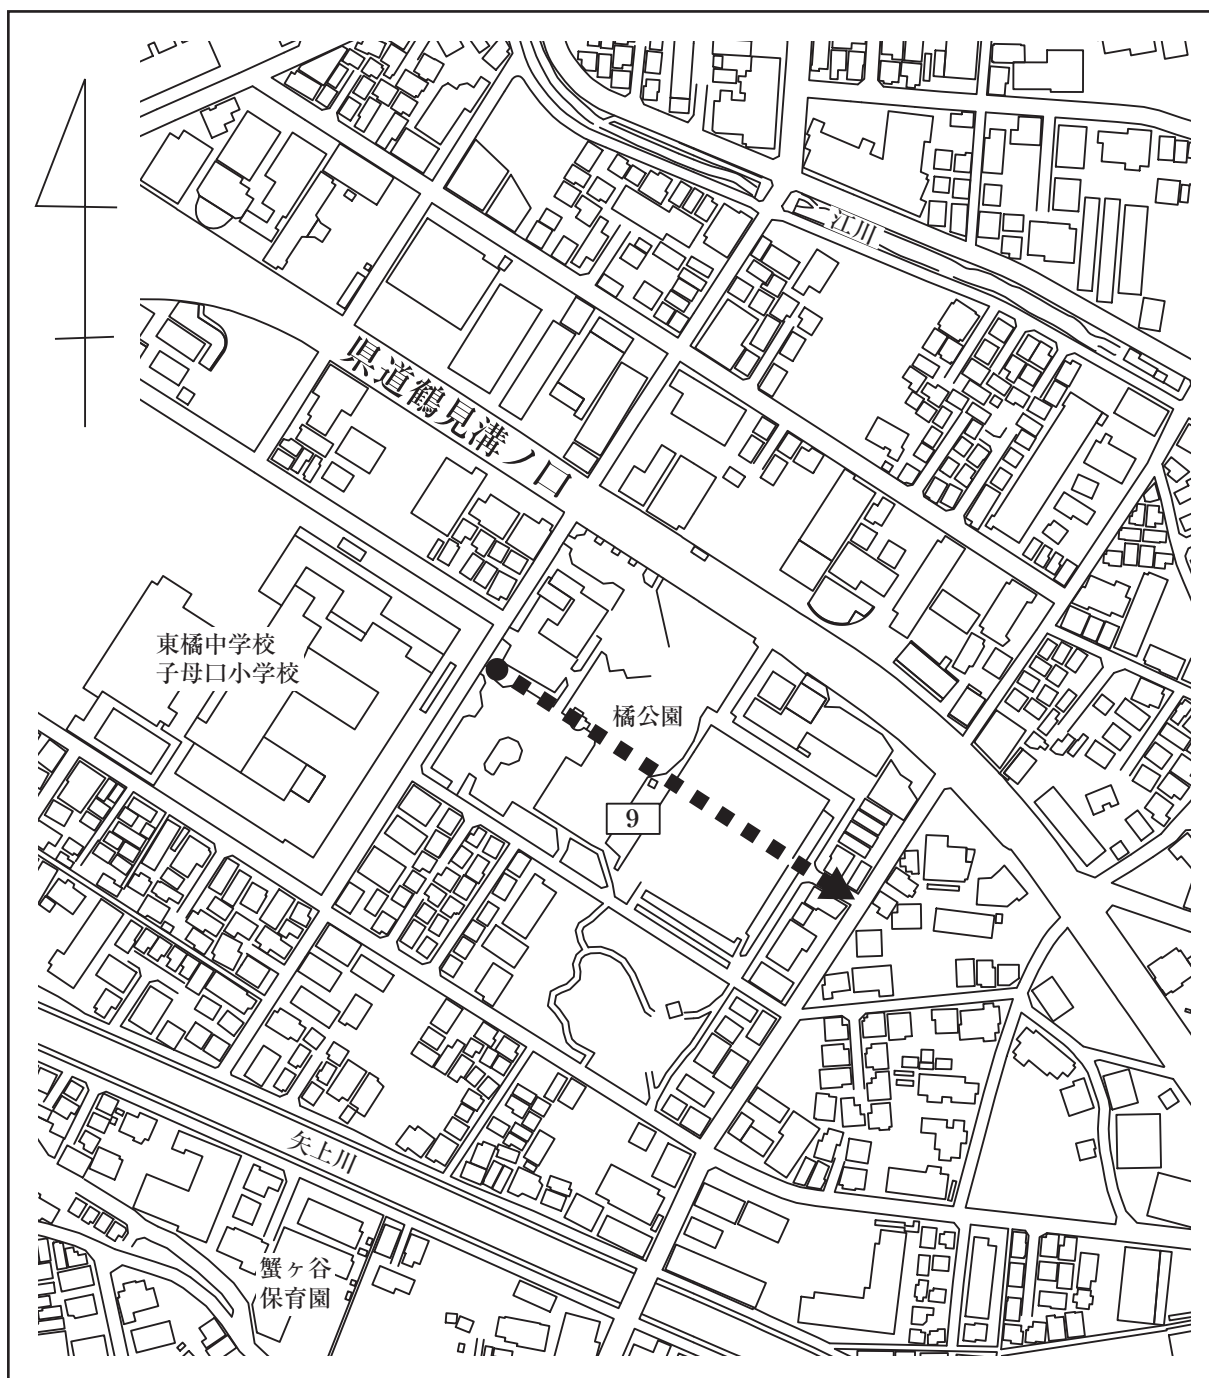 江川
県道鶴見溝ノ口
東橘中学校
子母口小学校
橘公園
9
矢上川
蟹ヶ谷
保育園